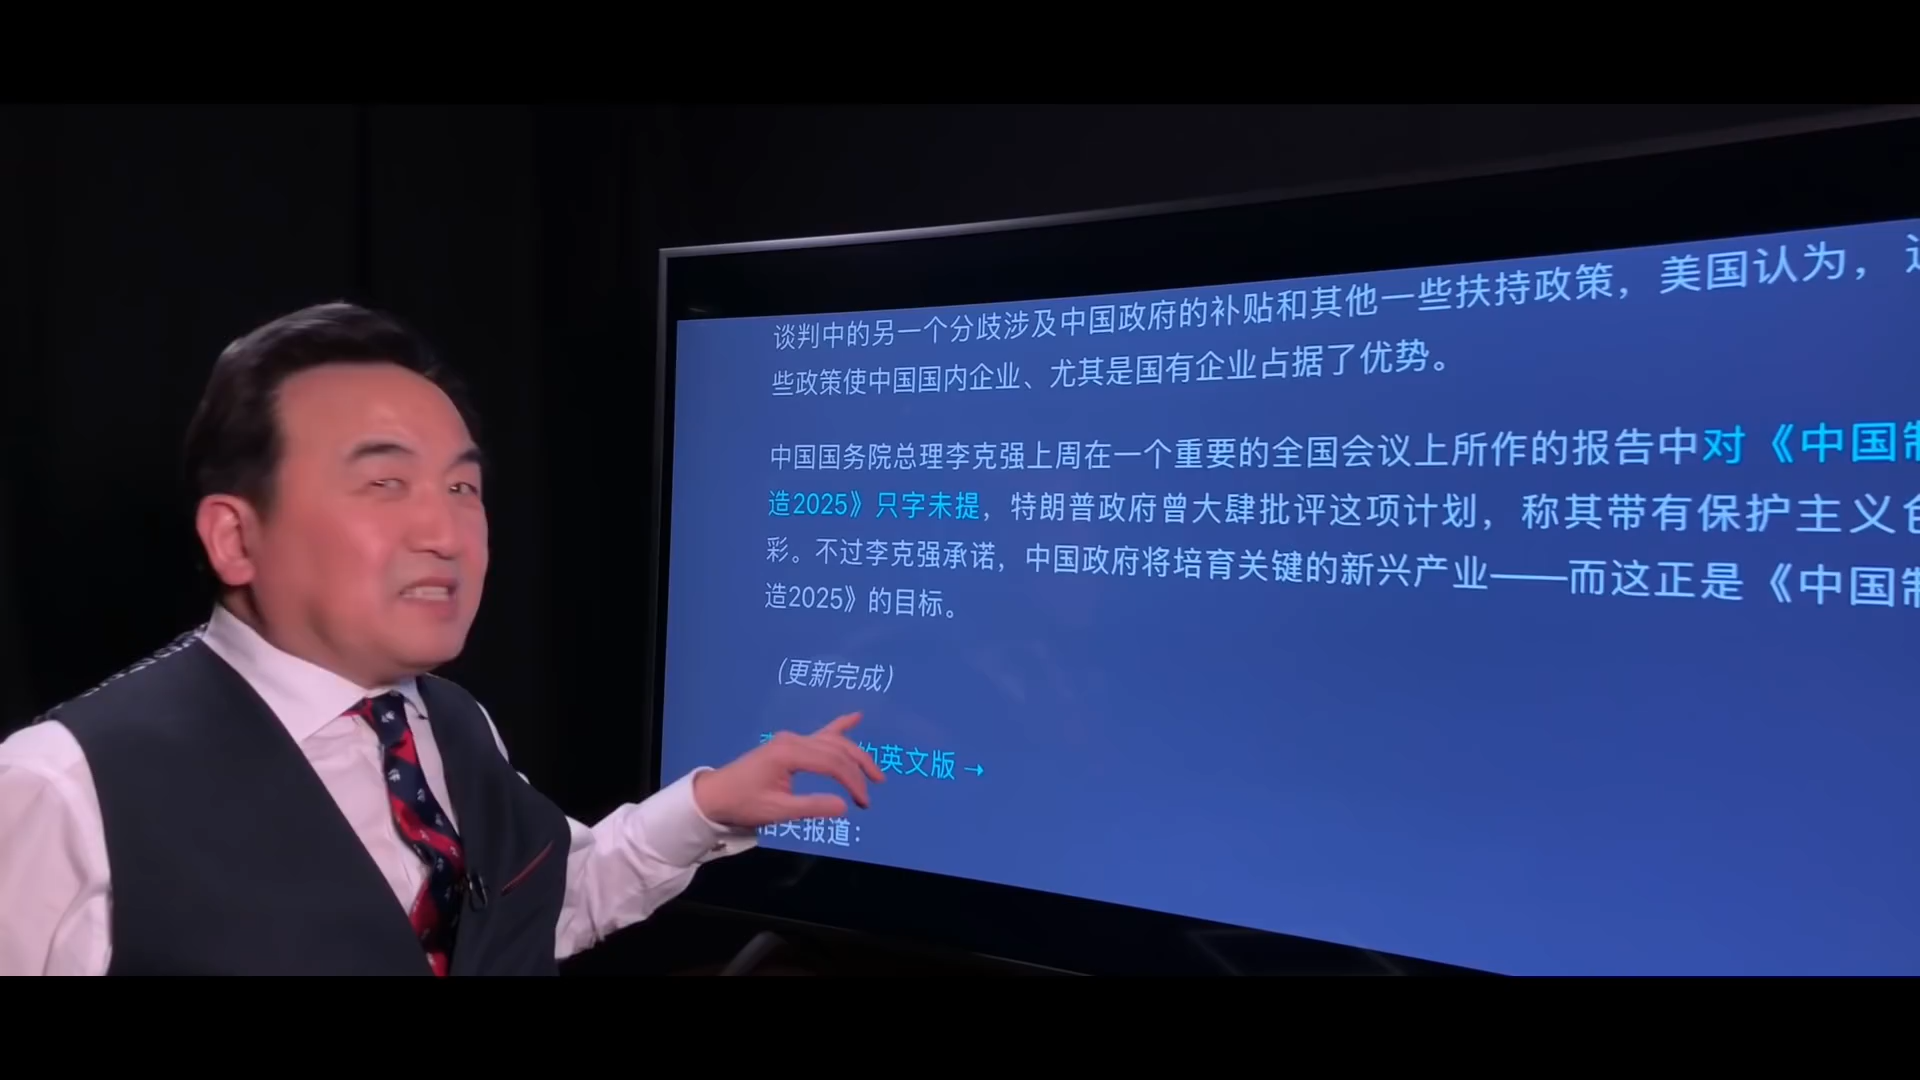 谈判中的另一个分歧涉及中国政府的补贴和其他一些扶持政策，美国认为，
些政策使中国国内企业、尤其是国有企业占据了优势。
中国国务院总理李克强上周在一个重要的全国会议上所作的报告中对《中国制
造2025》只字未提，特朗普政府曾大肆批评这项计划，称其带有保护主义色
彩。不过李克强承诺，中国政府将培育关键的新兴产业——而这正是《中国制
造2025》的目标。
（更新完成）
的英文版 →
相关报道：